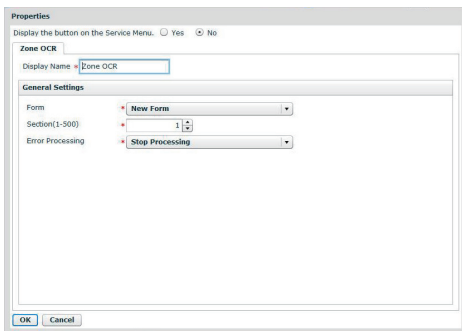 Properties
Display the button on the Service Menu. Yes No
Zone OCR
Display Name * Zone OCR
General Settings
Form * New Form
Section(1-500) * 1
Error Processing * Stop Processing
OK Cancel